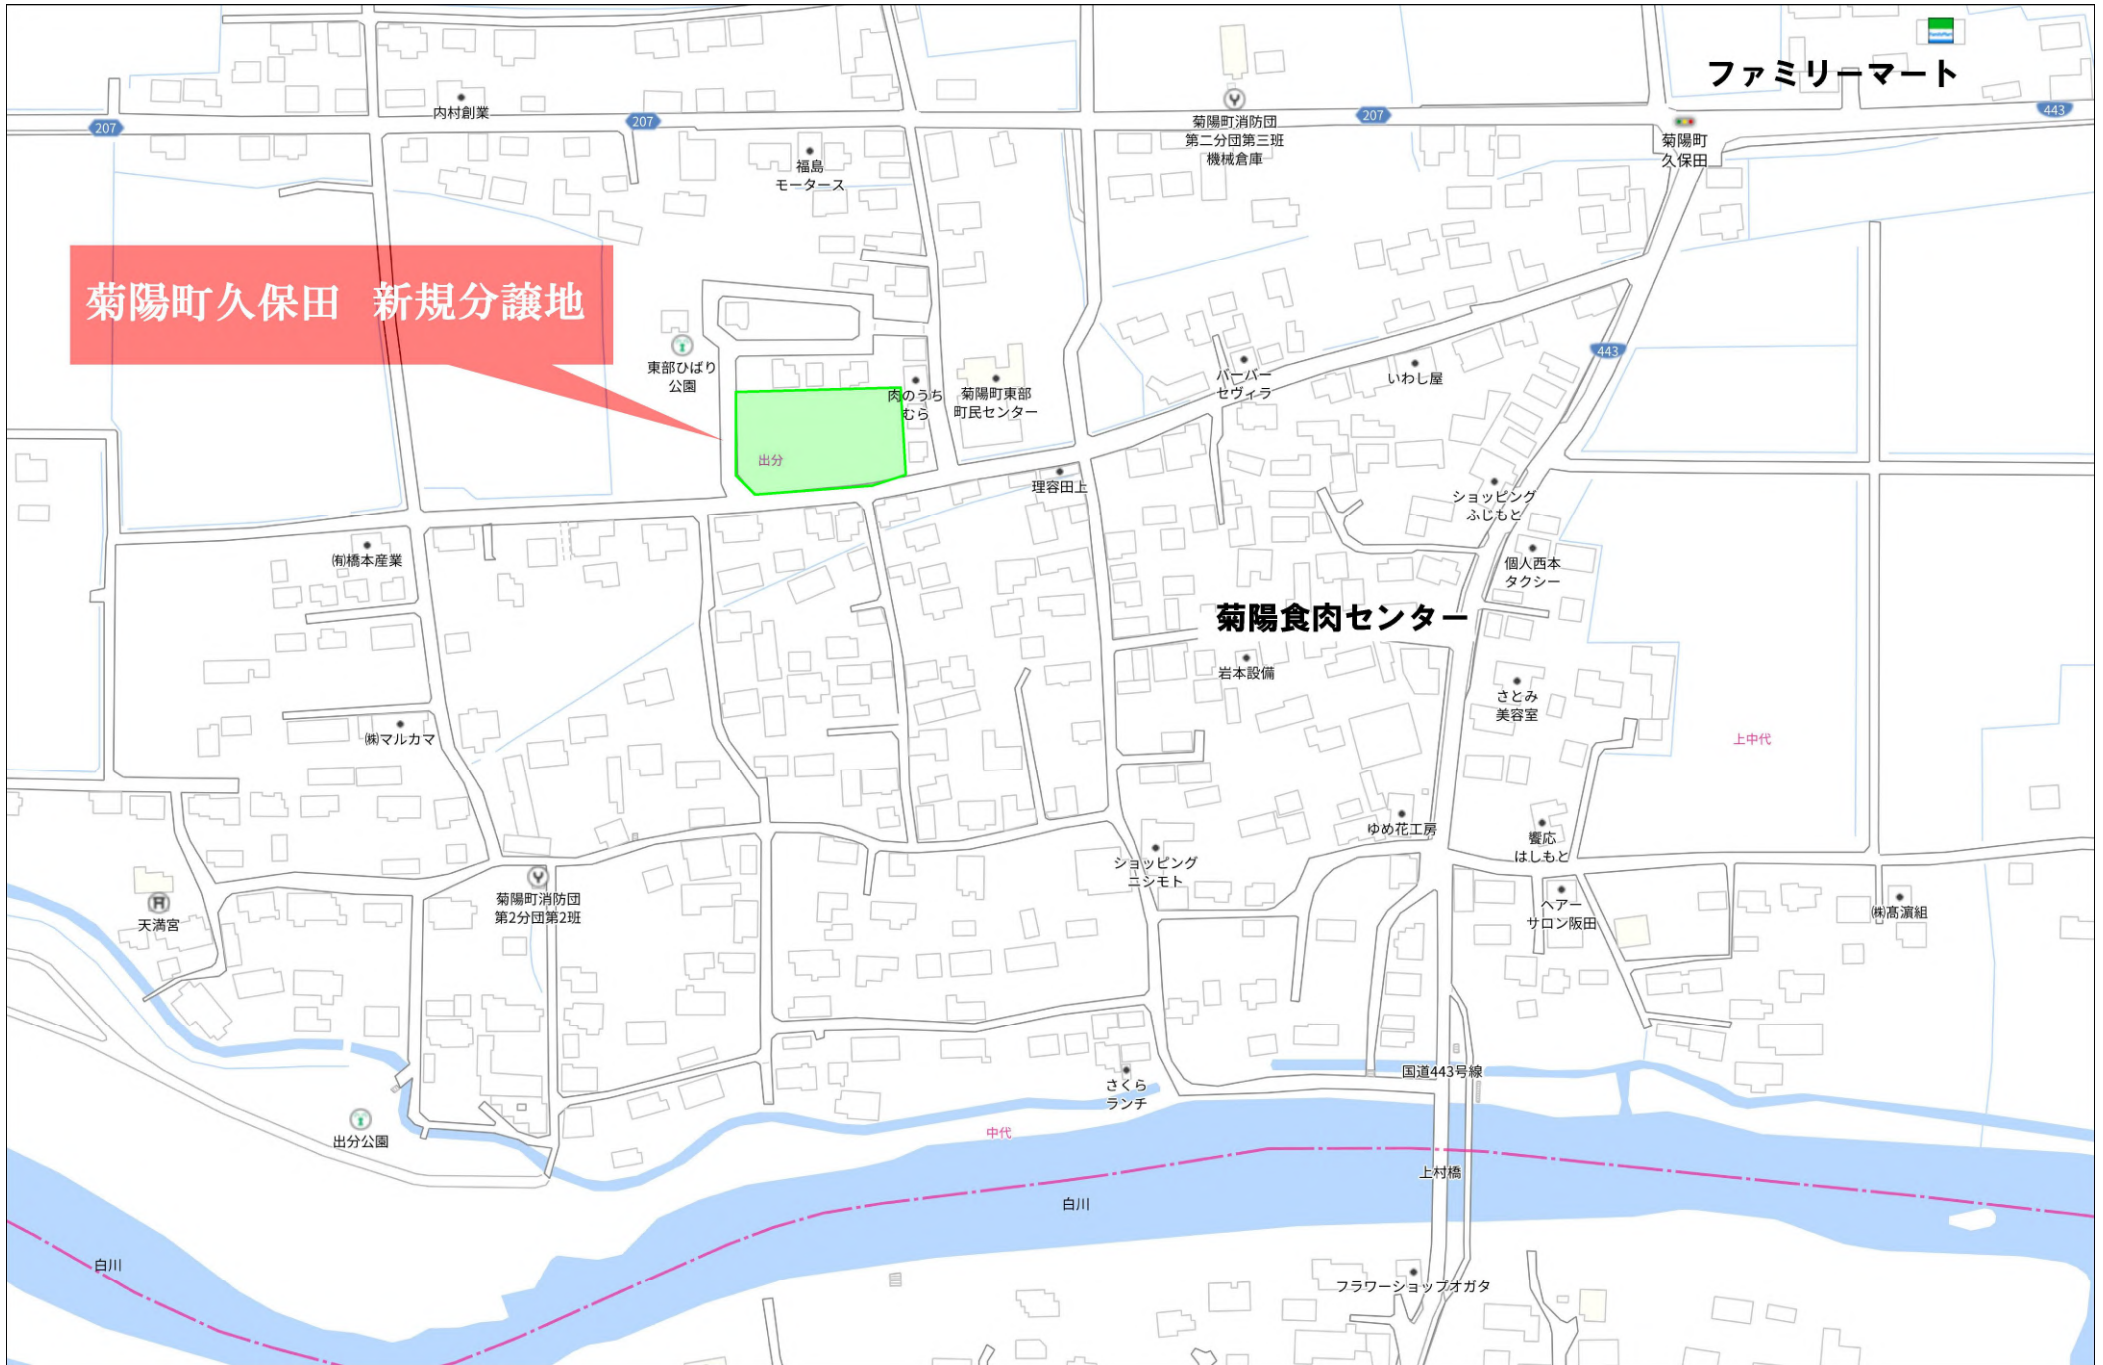 ファミリーマート
443
内村創業
207
207
207
菊陽町消防団
第二分団第三班
機械倉庫
菊陽町
久保田
福島
モータース
菊陽町久保田　新規分譲地
東部ひばり
公園
肉のうち
むら
菊陽町東部
町民センター
バーバー
セヴィラ
いわし屋
443
出分
理容田上
ショッピング
ふじもと
㈲橋本産業
個人西本
タクシー
菊陽食肉センター
岩本設備
さとみ
美容室
㈱マルカマ
上中代
ゆめ花工房
饗応
はしもと
ショッピング
ニシモト
天満宮
菊陽町消防団
第2分団第2班
ヘアー
サロン阪田
㈱髙濵組
国道443号線
さくら
ランチ
出分公園
中代
上村橋
白川
白川
フラワーショップオガタ